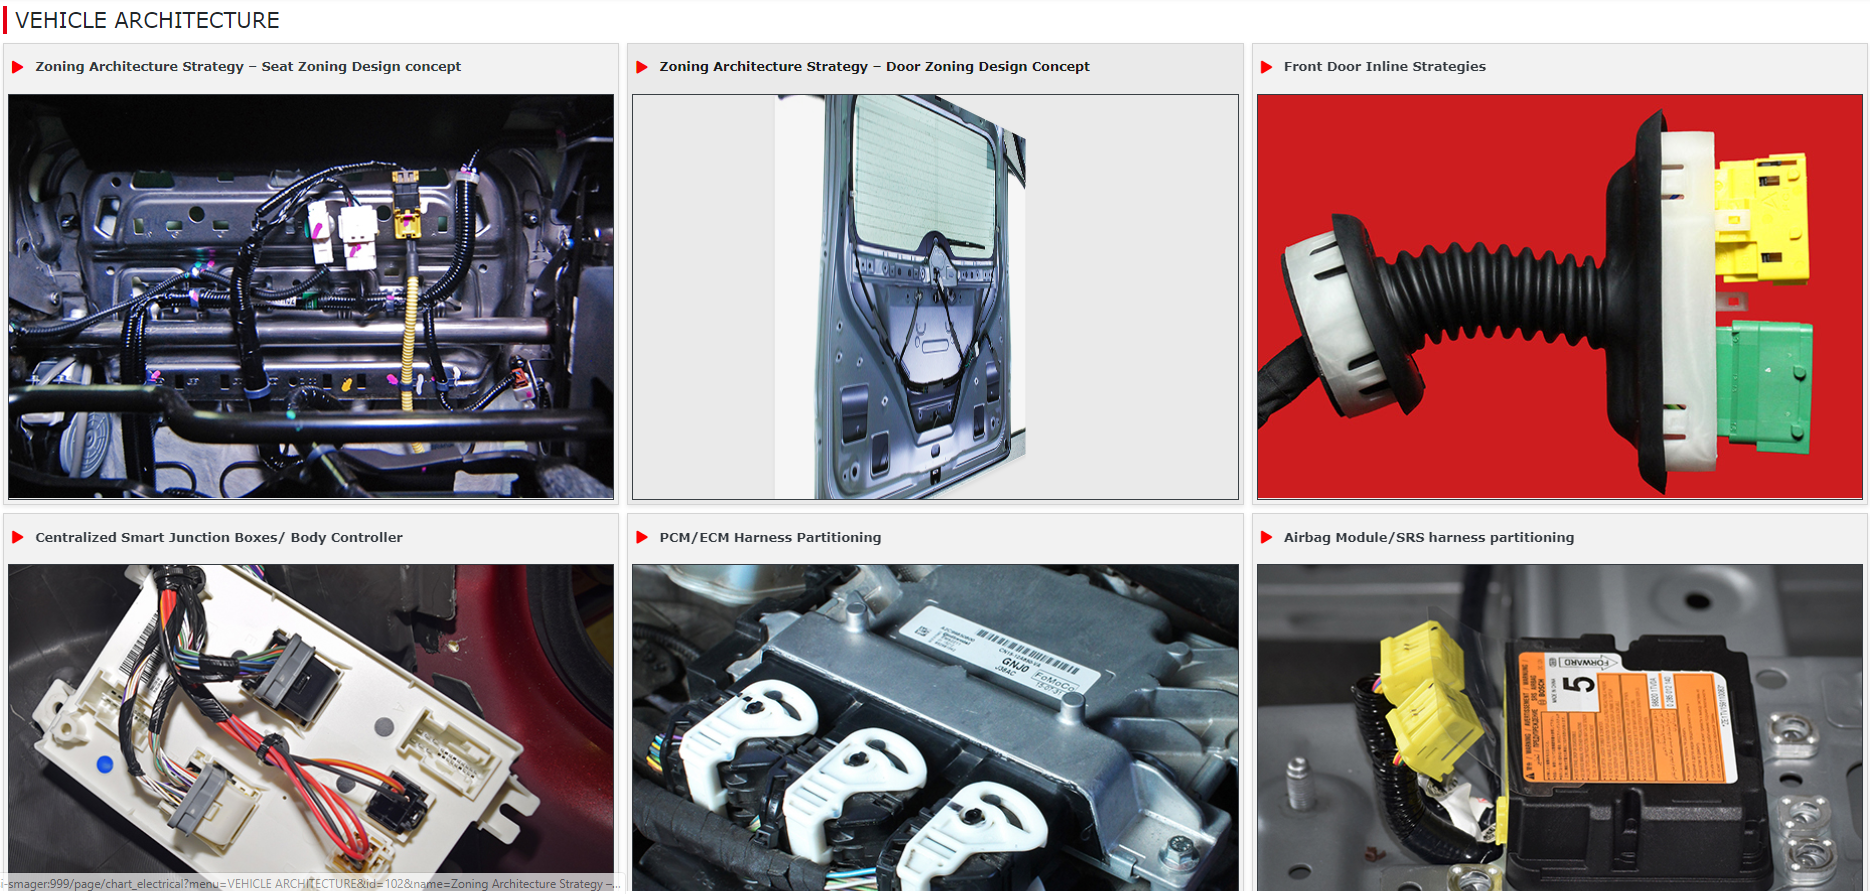 VEHICLE ARCHITECTURE
Zoning Architecture Strategy – Seat Zoning Design concept
Zoning Architecture Strategy – Door Zoning Design Concept
Front Door Inline Strategies
Centralized Smart Junction Boxes/ Body Controller
PCM/ECM Harness Partitioning
Airbag Module/SRS harness partitioning
GNJ0
J38AC
FoMoCo
FORWARD
5
BOSCH
i-smager:999/page/chart_electrical?menu=VEHICLE ARCHITECTURE&id=102&name=Zoning Architecture Strategy –...